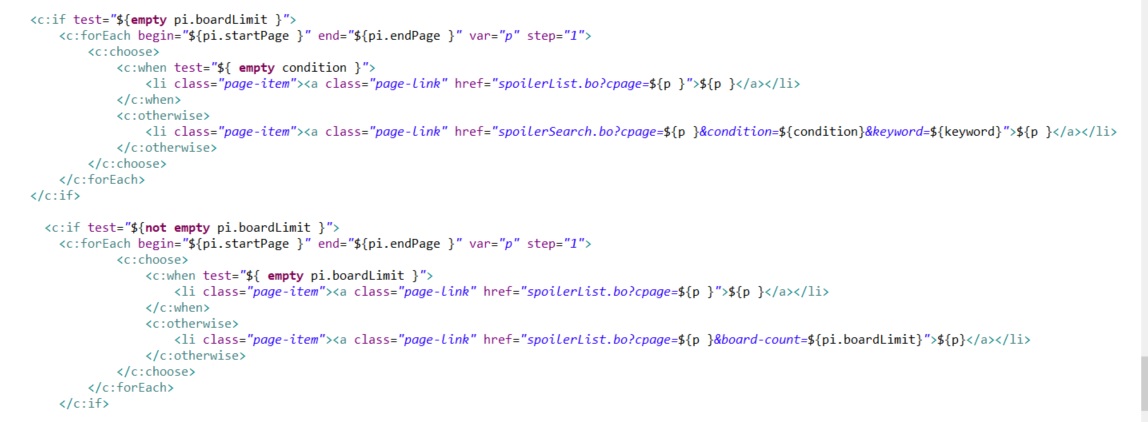 <c:if test="${empty pi.boardLimit }">
<c:forEach begin="${pi.startPage }" end="${pi.endPage }" var="p" step="1">
<c:choose>
<c:when test="${ empty condition }">
<li class="page-item"><a class="page-link" href="spoilerList.bo?cpage=${p }">${p }</a></li>
</c:when>
<c:otherwise>
<li class="page-item"><a class="page-link" href="spoilerSearch.bo?cpage=${p }&condition=${condition}&keyword=${keyword}">${p }</a></li>
</c:otherwise>
</c:choose>
</c:forEach>
</c:if>
<c:if test="${not empty pi.boardLimit }">
<c:forEach begin="${pi.startPage }" end="${pi.endPage }" var="p" step="1">
<c:choose>
<c:when test="${ empty pi.boardLimit }">
<li class="page-item"><a class="page-link" href="spoilerList.bo?cpage=${p }">${p }</a></li>
</c:when>
<c:otherwise>
<li class="page-item"><a class="page-link" href="spoilerList.bo?cpage=${p }&board-count=${pi.boardLimit}">${p}</a></li>
</c:otherwise>
</c:choose>
</c:forEach>
</c:if>